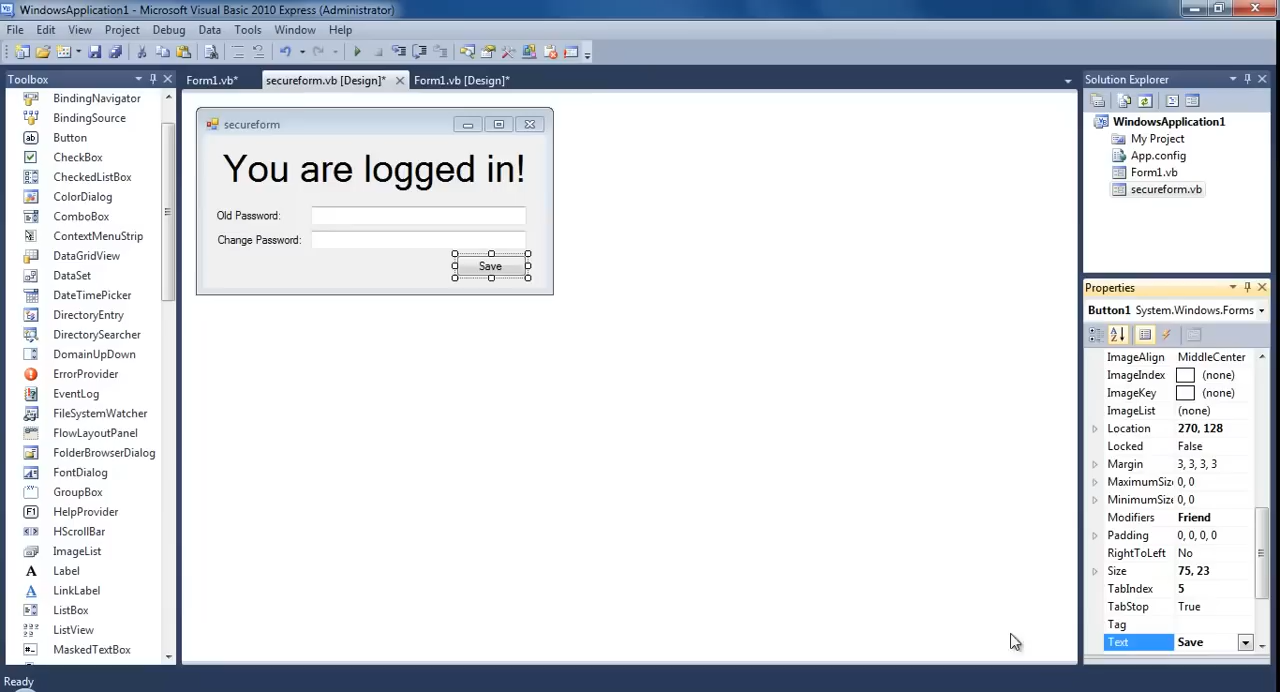 WindowsApplication1 - Microsoft Visual Basic 2010 Express (Administrator)
File Edit View Project Debug Data Tools Window Help
Toolbox
Form1.vb* secureform.vb [Design]* Form1.vb [Design]*
BindingNavigator
BindingSource
Button
CheckBox
CheckedListBox
ColorDialog
ComboBox
ContextMenuStrip
DataGridView
DataSet
DateTimePicker
DirectoryEntry
DirectorySearcher
DomainUpDown
ErrorProvider
EventLog
FileSystemWatcher
FlowLayoutPanel
FolderBrowserDialog
FontDialog
GroupBox
HelpProvider
HScrollBar
ImageList
Label
LinkLabel
ListBox
ListView
MaskedTextBox
secureform
You are logged in!
Old Password:
Change Password:
Save
Solution Explorer
WindowsApplication1
My Project
App.config
Form1.vb
secureform.vb
Properties
Button1 System.Windows.Forms
ImageAlign MiddleCenter
ImageIndex (none)
ImageKey (none)
ImageList (none)
Location 270, 128
Locked False
Margin 3, 3, 3, 3
MaximumSize 0, 0
MinimumSize 0, 0
Modifiers Friend
Padding 0, 0, 0, 0
RightToLeft No
Size 75, 23
TabIndex 5
TabStop True
Tag
Text Save
Ready